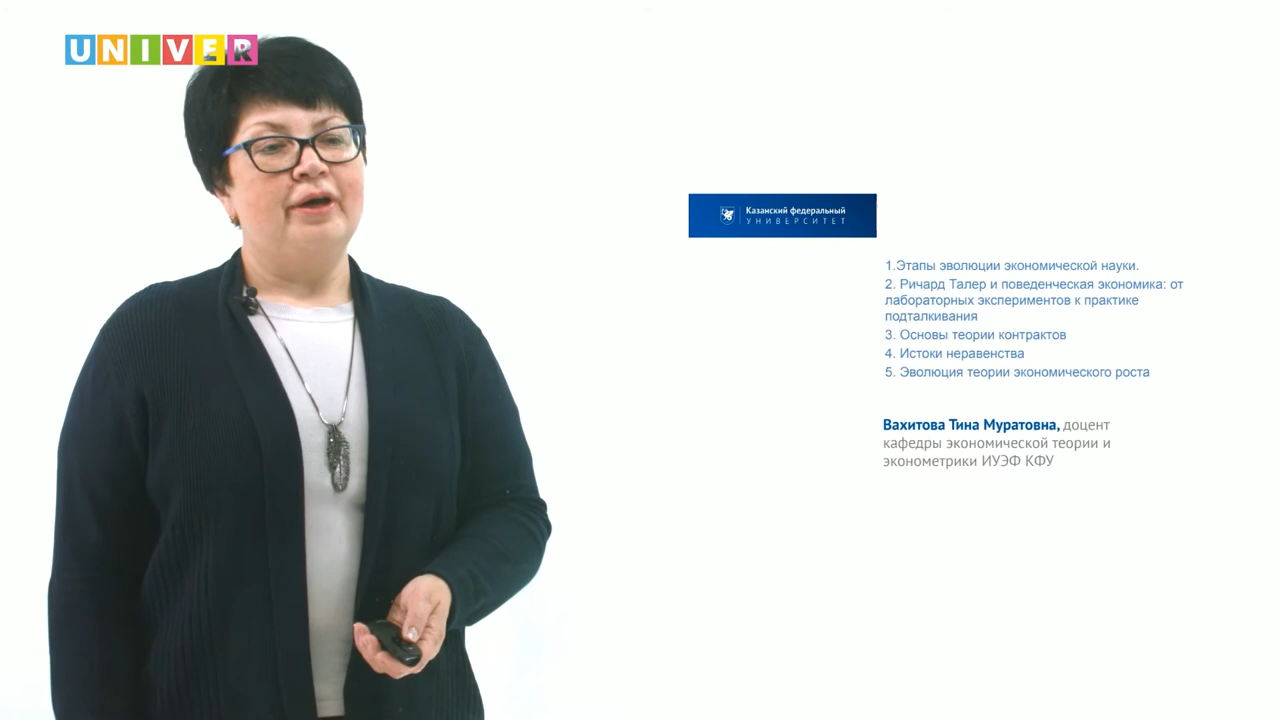 UNIVER
Казанский федеральный
УНИВЕРСИТЕТ
1.Этапы эволюции экономической науки.
2. Ричард Талер и поведенческая экономика: от
лабораторных экспериментов к практике
подталкивания
3. Основы теории контрактов
4. Истоки неравенства
5. Эволюция теории экономического роста
Вахитова Тина Муратовна, доцент
кафедры экономической теории и
эконометрики ИУЭФ КФУ